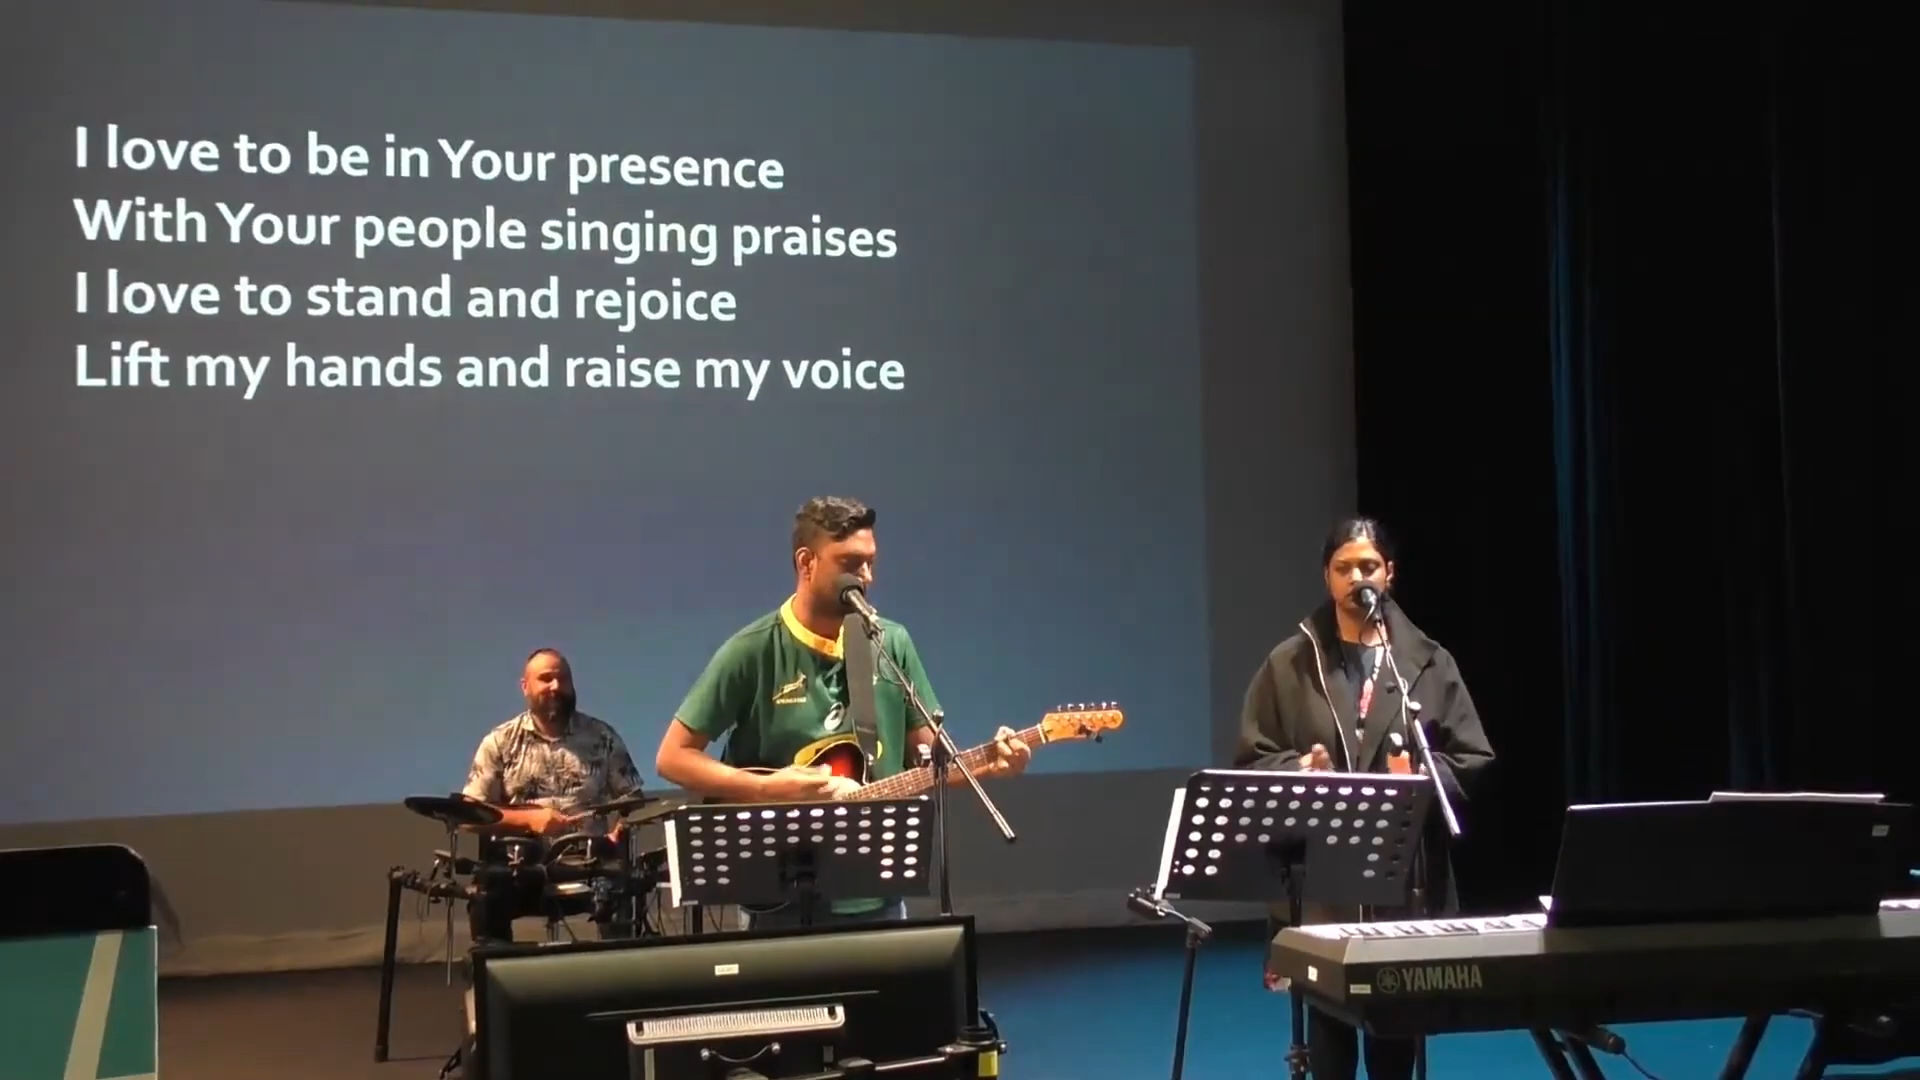 I love to be in Your presence
With Your people singing praises
I love to stand and rejoice
Lift my hands and raise my voice
YAMAHA